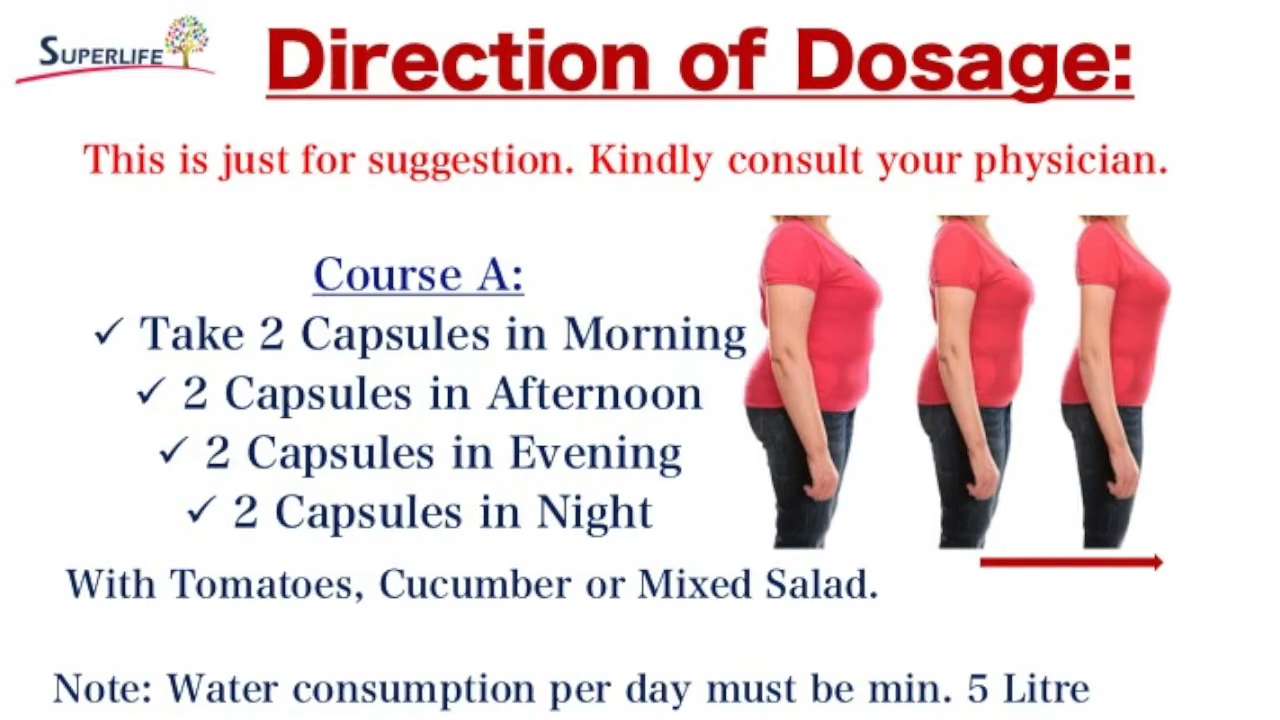 SUPERLIFE
Direction of Dosage:
This is just for suggestion. Kindly consult your physician.
Course A:
✓ Take 2 Capsules in Morning
✓ 2 Capsules in Afternoon
✓ 2 Capsules in Evening
✓ 2 Capsules in Night
With Tomatoes, Cucumber or Mixed Salad.
Note: Water consumption per day must be min. 5 Litre